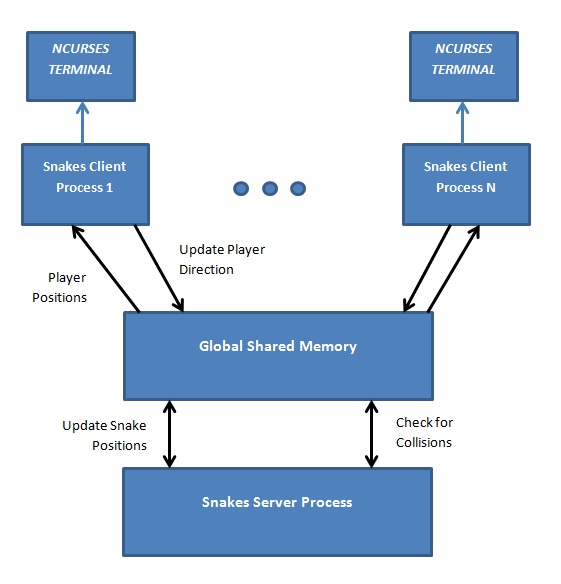 NCURSES
TERMINAL
NCURSES
TERMINAL
Snakes Client
Process 1
Snakes Client
Process N
Update Player
Direction
Player
Positions
Global Shared Memory
Update Snake
Positions
Check for
Collisions
Snakes Server Process